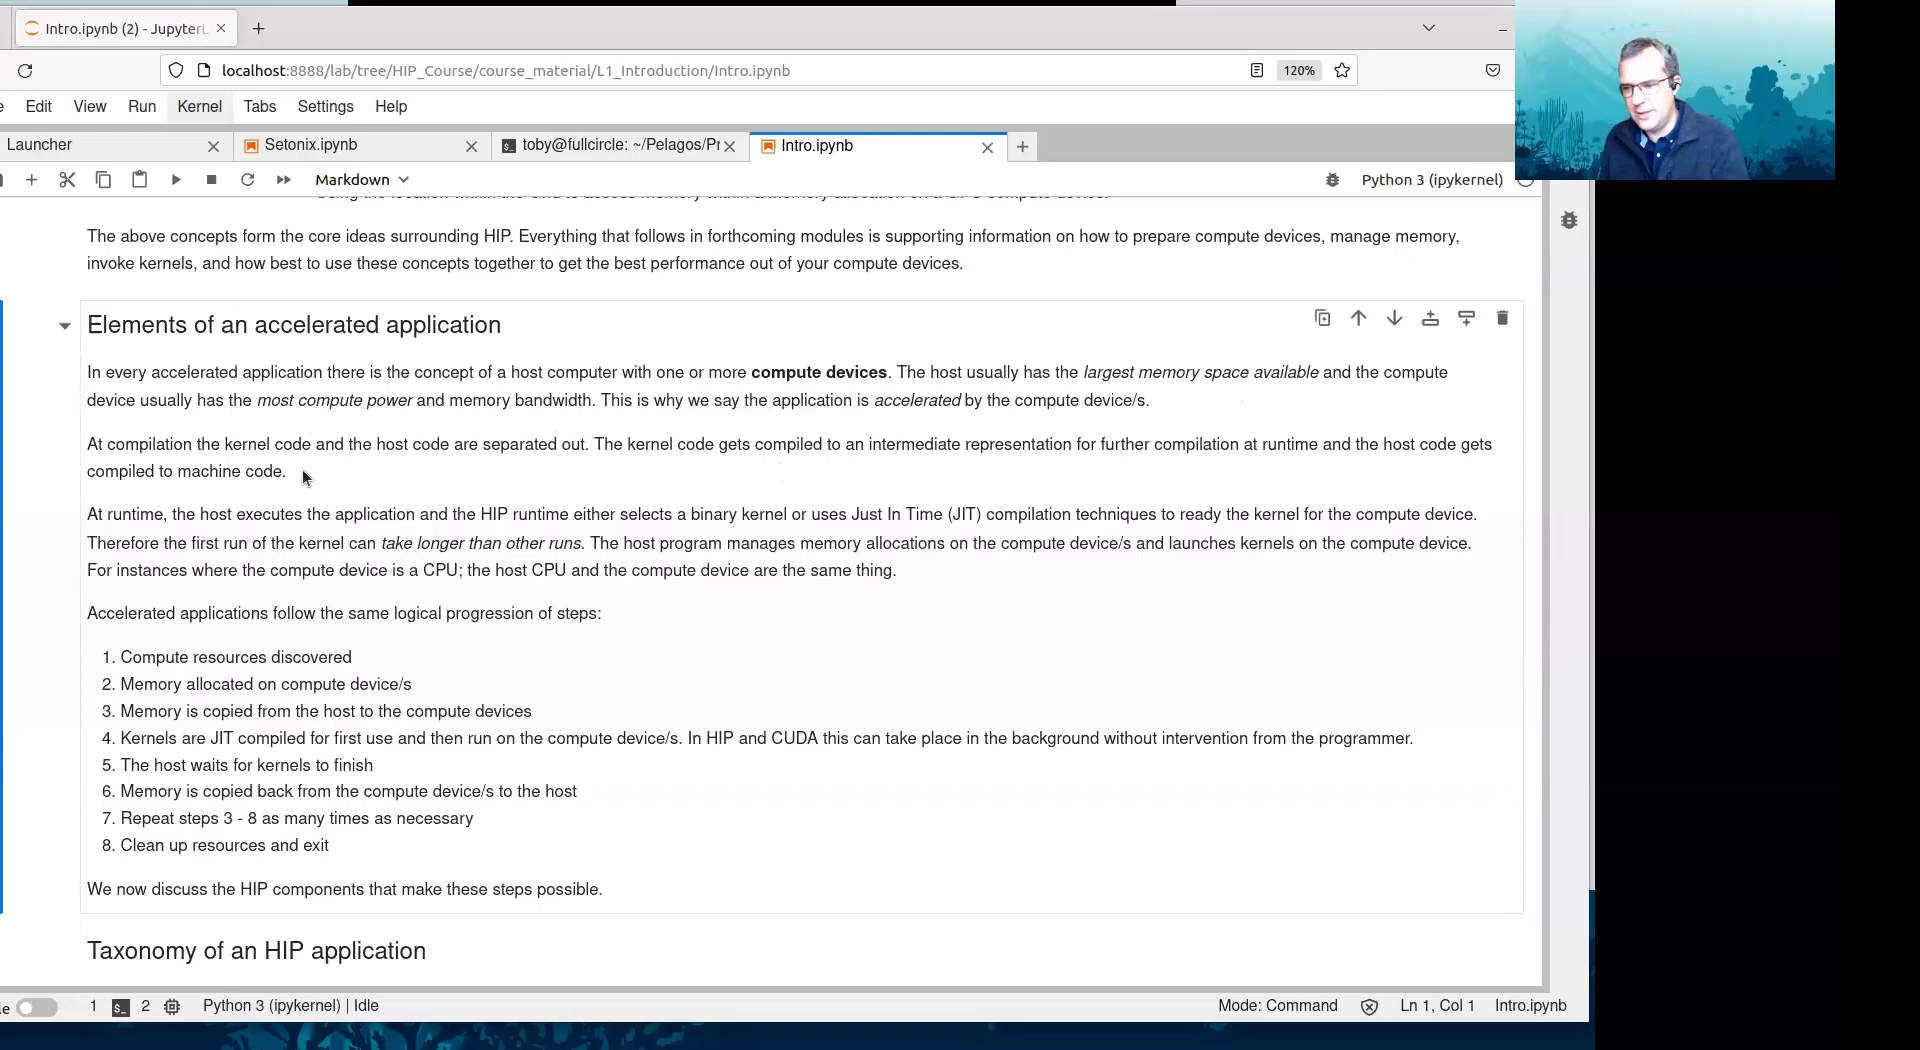 Intro.ipynb (2) - JupyterL
localhost:8888/lab/tree/HIP_Course/course_material/L1_Introduction/Intro.ipynb
120%
Edit View Run Kernel Tabs Settings Help
Launcher
Setonix.ipynb
toby@fullcircle: ~/Pelagos/Pr
Intro.ipynb
Markdown
Python 3 (ipykernel)
The above concepts form the core ideas surrounding HIP. Everything that follows in forthcoming modules is supporting information on how to prepare compute devices, manage memory,
invoke kernels, and how best to use these concepts together to get the best performance out of your compute devices.
Elements of an accelerated application
In every accelerated application there is the concept of a host computer with one or more compute devices. The host usually has the largest memory space available and the compute
device usually has the most compute power and memory bandwidth. This is why we say the application is accelerated by the compute device/s.
At compilation the kernel code and the host code are separated out. The kernel code gets compiled to an intermediate representation for further compilation at runtime and the host code gets
compiled to machine code.
At runtime, the host executes the application and the HIP runtime either selects a binary kernel or uses Just In Time (JIT) compilation techniques to ready the kernel for the compute device.
Therefore the first run of the kernel can take longer than other runs. The host program manages memory allocations on the compute device/s and launches kernels on the compute device.
For instances where the compute device is a CPU; the host CPU and the compute device are the same thing.
Accelerated applications follow the same logical progression of steps:
1. Compute resources discovered
2. Memory allocated on compute device/s
3. Memory is copied from the host to the compute devices
4. Kernels are JIT compiled for first use and then run on the compute device/s. In HIP and CUDA this can take place in the background without intervention from the programmer.
5. The host waits for kernels to finish
6. Memory is copied back from the compute device/s to the host
7. Repeat steps 3 - 8 as many times as necessary
8. Clean up resources and exit
We now discuss the HIP components that make these steps possible.
Taxonomy of an HIP application
1 2 Python 3 (ipykernel) | Idle
Mode: Command Ln 1, Col 1 Intro.ipynb